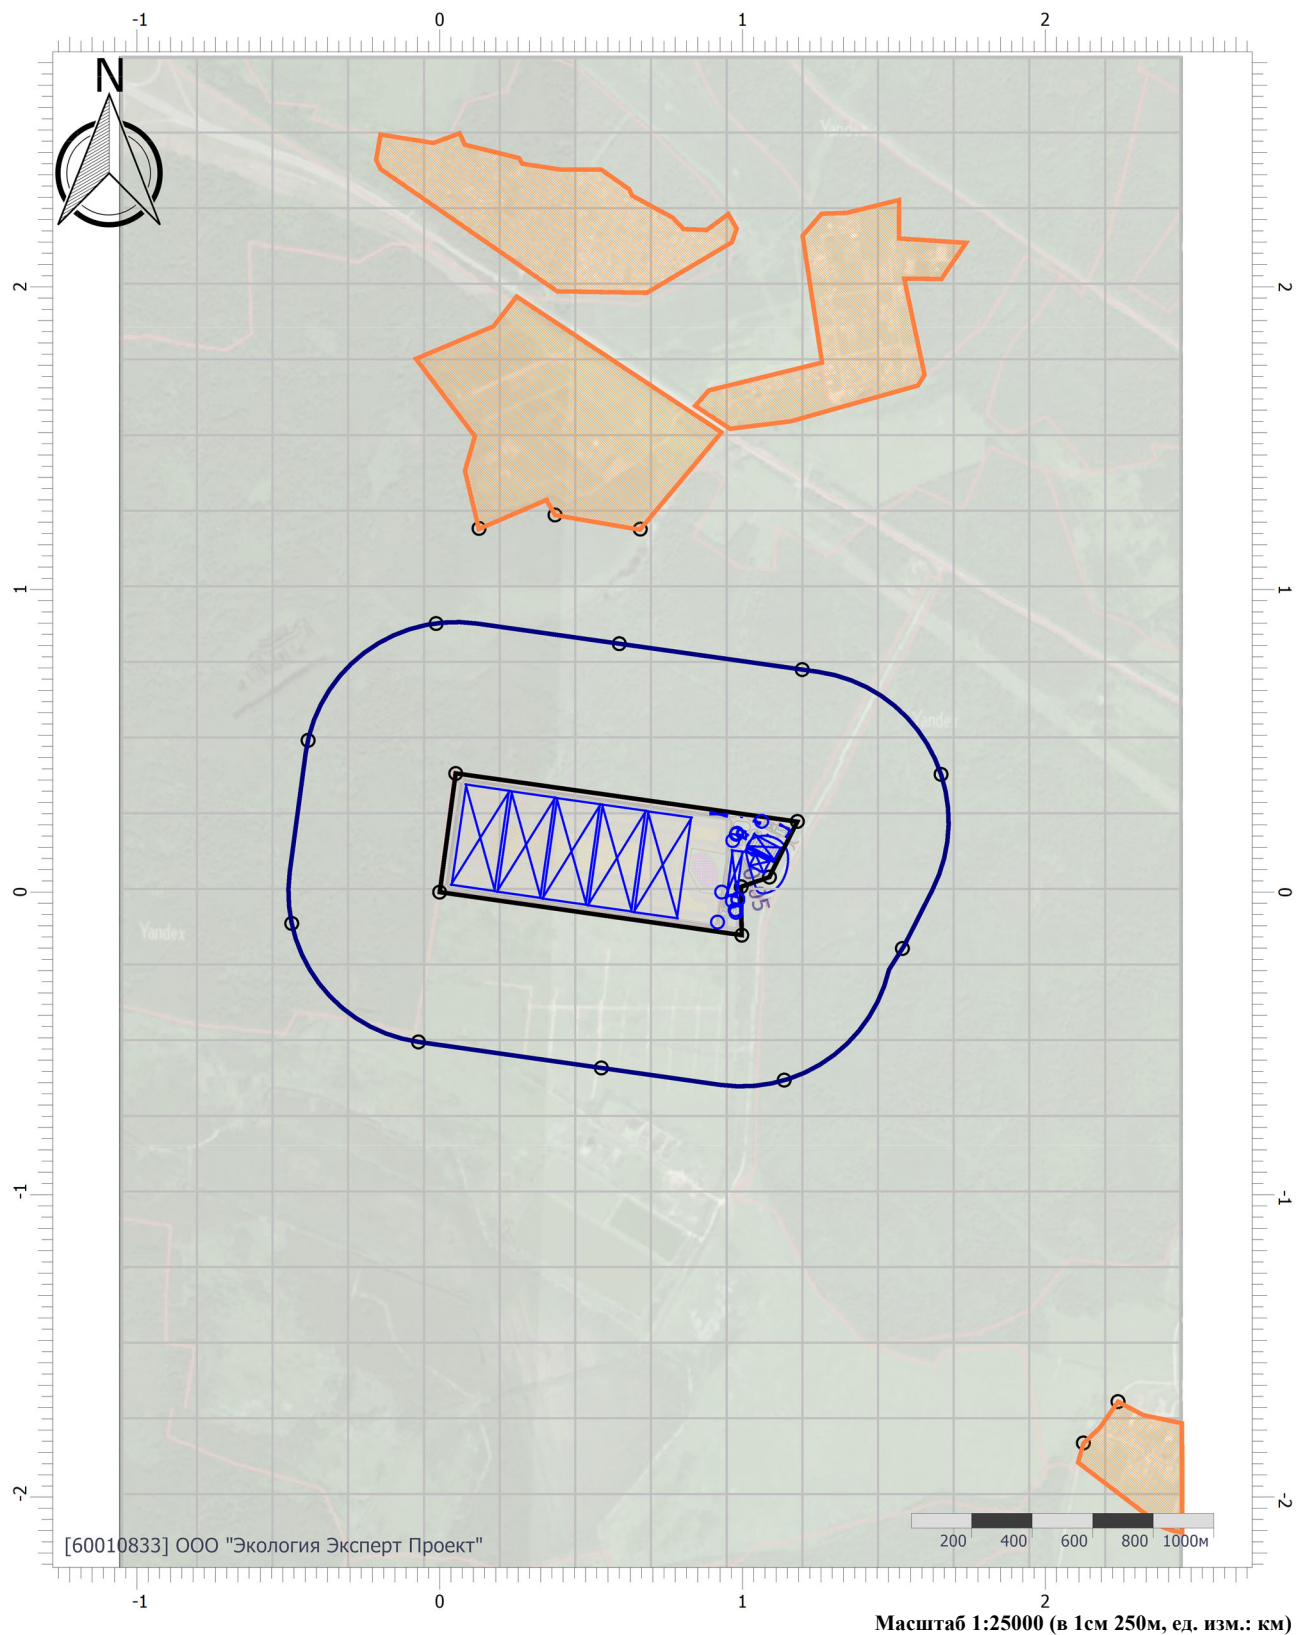 -1 0 1 2
N
Yandex
2 2
1 1
Yandex
0 0
5
Yandex
-1 -1
-2 -2
[60010833] ООО "Экология Эксперт Проект"
200 400 600 800 1000м
-1 0 1 2
Масштаб 1:25000 (в 1см 250м, ед. изм.: км)